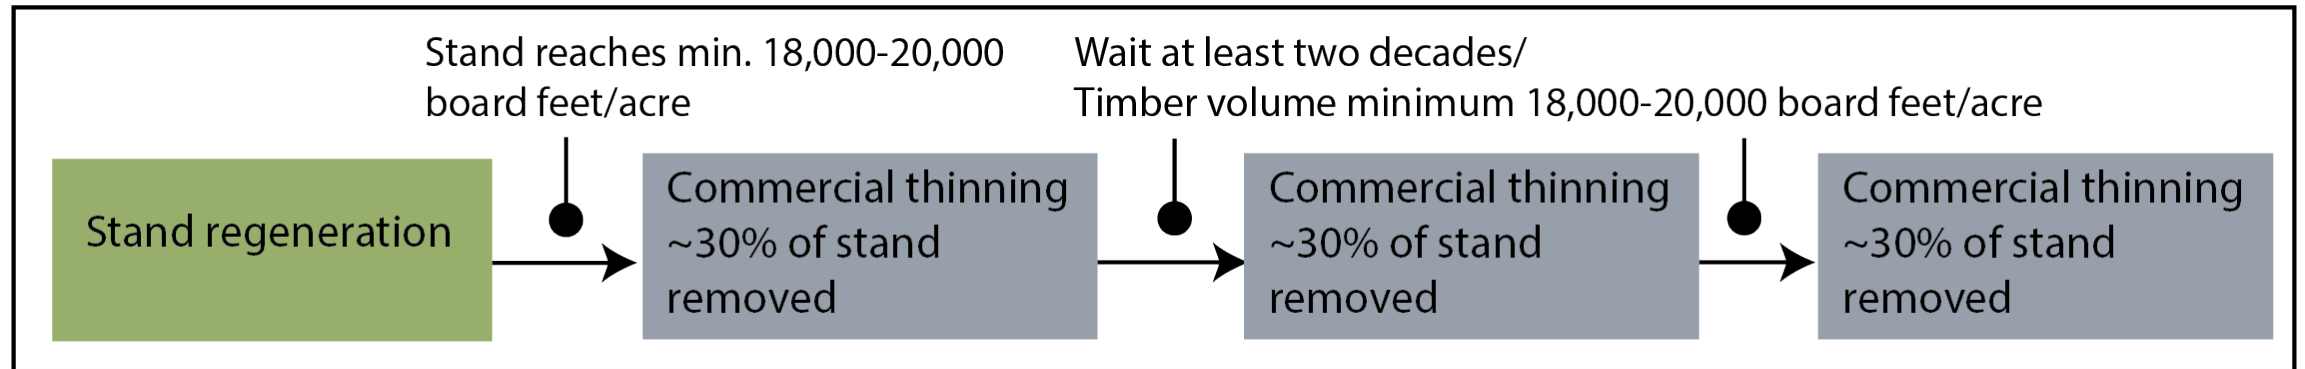 Stand reaches min. 18,000-20,000
board feet/acre
Wait at least two decades/
Timber volume minimum 18,000-20,000 board feet/acre
Stand regeneration
Commercial thinning
~30% of stand
removed
Commercial thinning
~30% of stand
removed
Commercial thinning
~30% of stand
removed